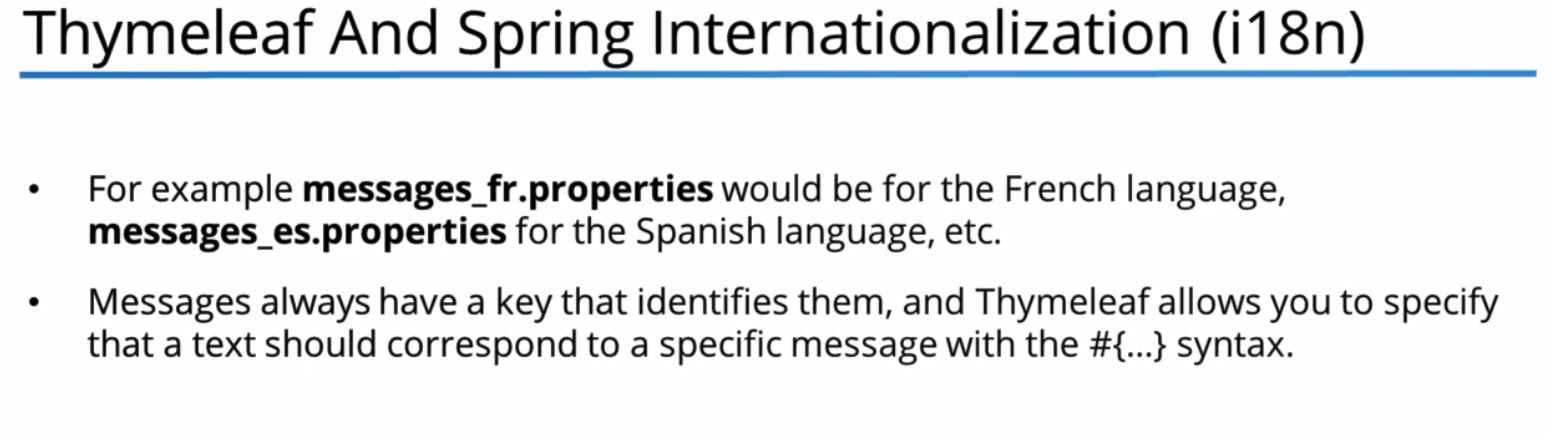 Thymeleaf And Spring Internationalization (i18n)
• For example messages_fr.properties would be for the French language,
messages_es.properties for the Spanish language, etc.
• Messages always have a key that identifies them, and Thymeleaf allows you to specify
that a text should correspond to a specific message with the #{...} syntax.